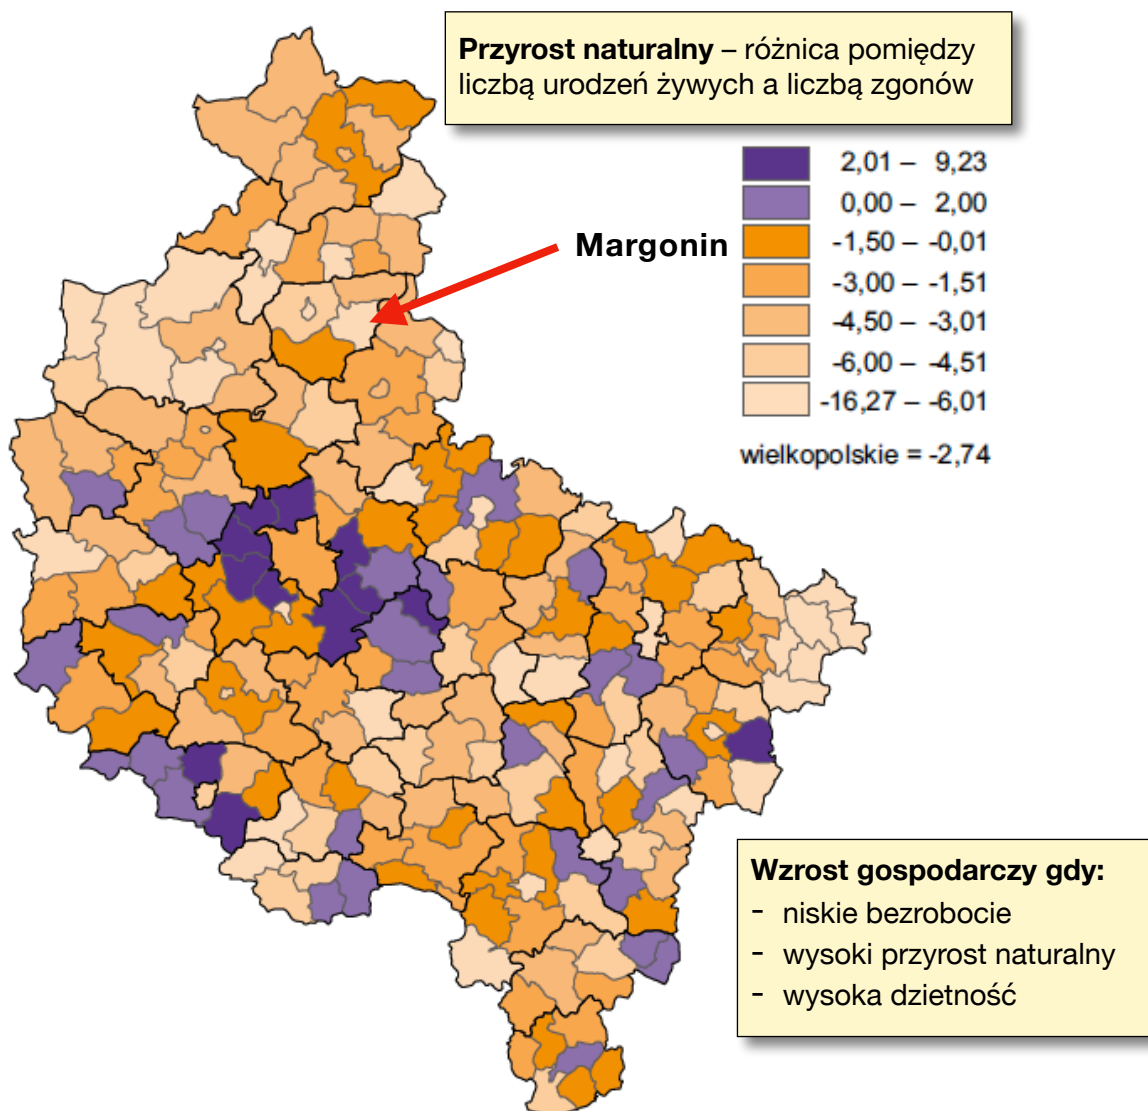 Przyrost naturalny – różnica pomiędzy
liczbą urodzeń żywych a liczbą zgonów
2,01 – 9,23
0,00 – 2,00
-1,50 – -0,01
-3,00 – -1,51
-4,50 – -3,01
-6,00 – -4,51
-16,27 – -6,01
wielkopolskie = -2,74
Margonin
Wzrost gospodarczy gdy:
- niskie bezrobocie
- wysoki przyrost naturalny
- wysoka dzietność